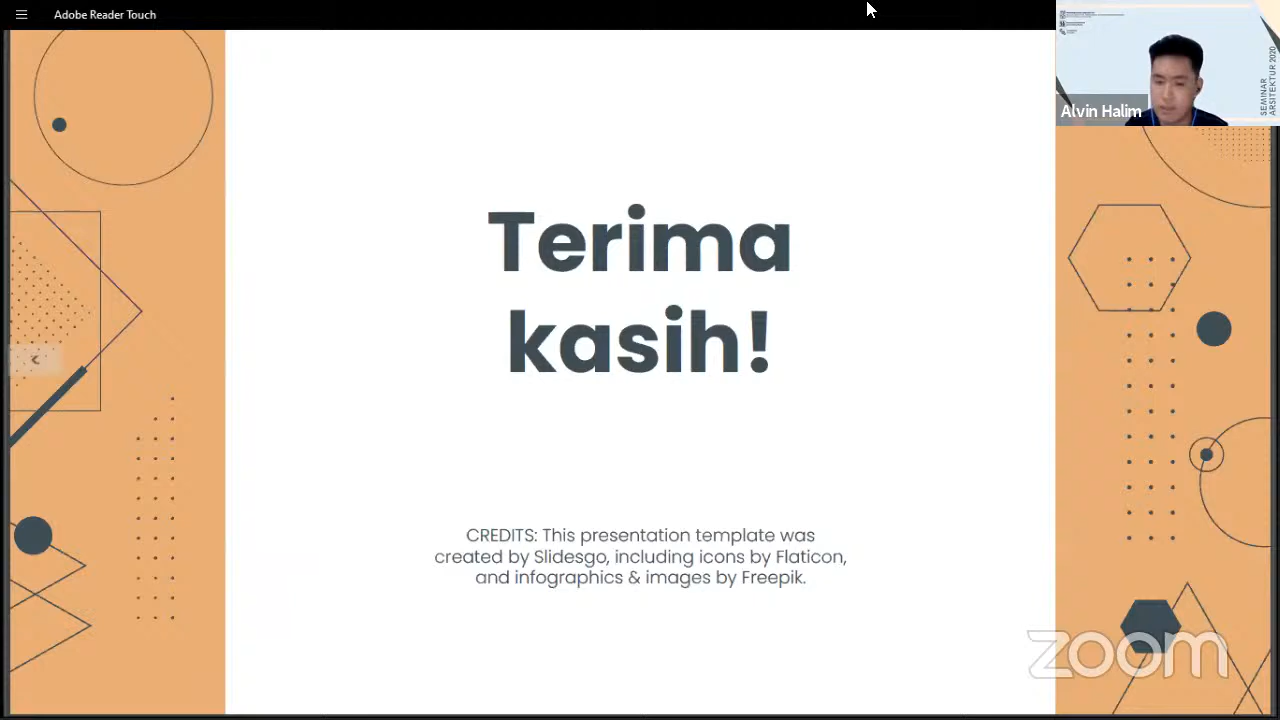 Adobe Reader Touch
SEMINAR
ARSITEKTUR 2020
Alvin Halim
Terima
kasih!
CREDITS: This presentation template was
created by Slidesgo, including icons by Flaticon,
and infographics & images by Freepik.
zoom